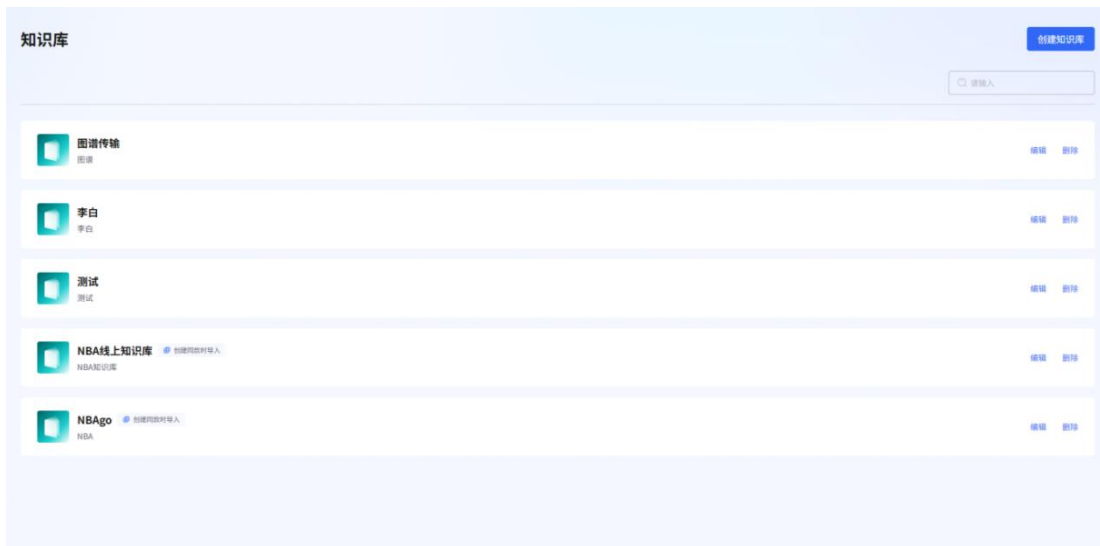 知识库
创建知识库
请输入
图谱传输
图谱
编辑 删除
李白
李白
编辑 删除
测试
测试
编辑 删除
NBA线上知识库 创建同款时导入
NBA知识库
编辑 删除
NBAgo 创建同款时导入
NBA
编辑 删除